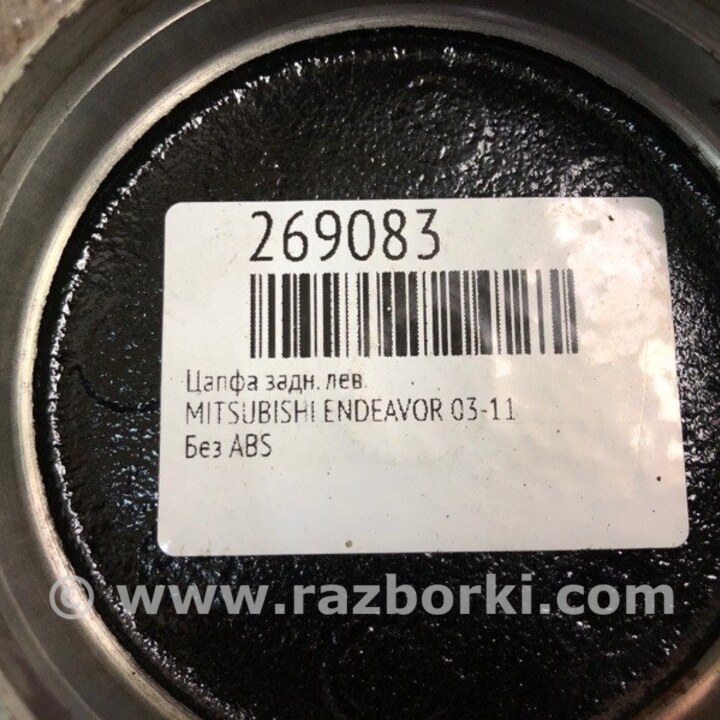 269083
Цапфа задн. лев.
MITSUBISHI ENDEAVOR 03-11
Без ABS
© www.razborki.com